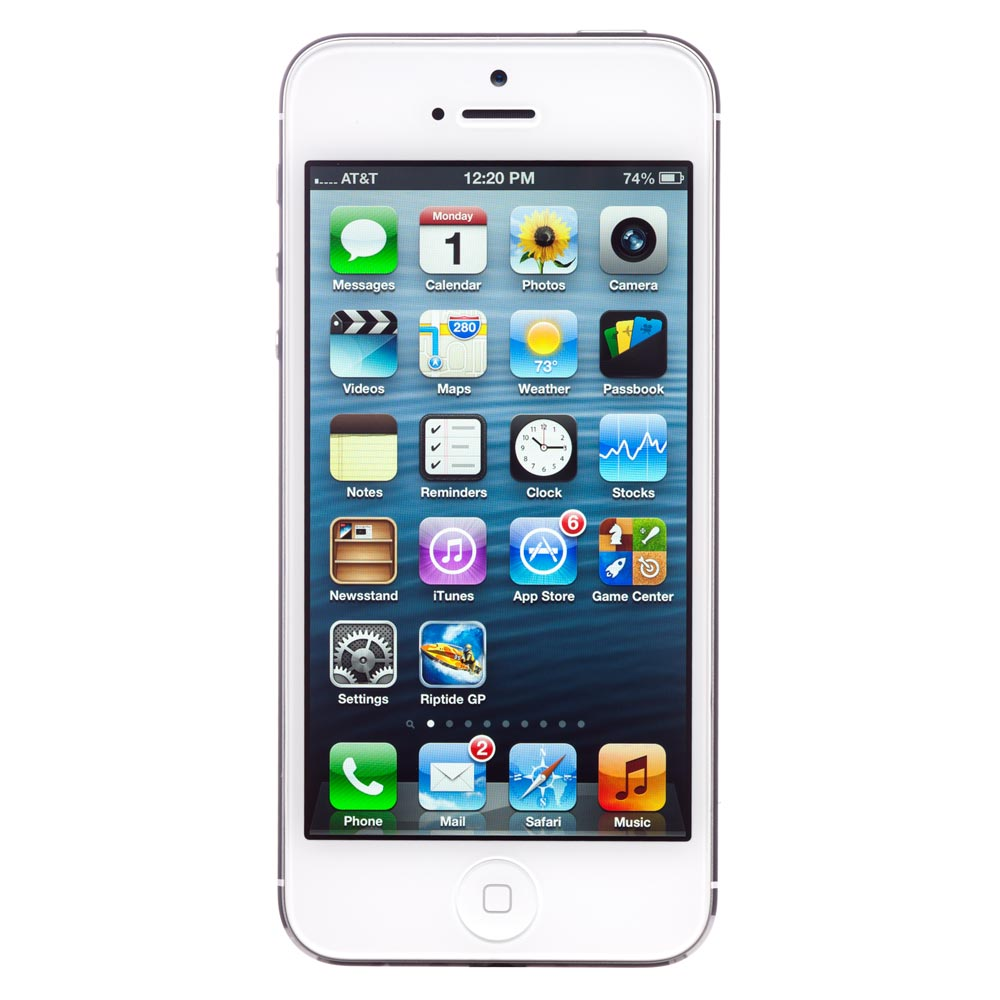 AT&T 12:20 PM 74%
Monday
1
Messages Calendar Photos Camera
280
73°
Videos Maps Weather Passbook
Notes Reminders Clock Stocks
6
Newsstand iTunes App Store Game Center
Settings Riptide GP
2
Phone Mail Safari Music